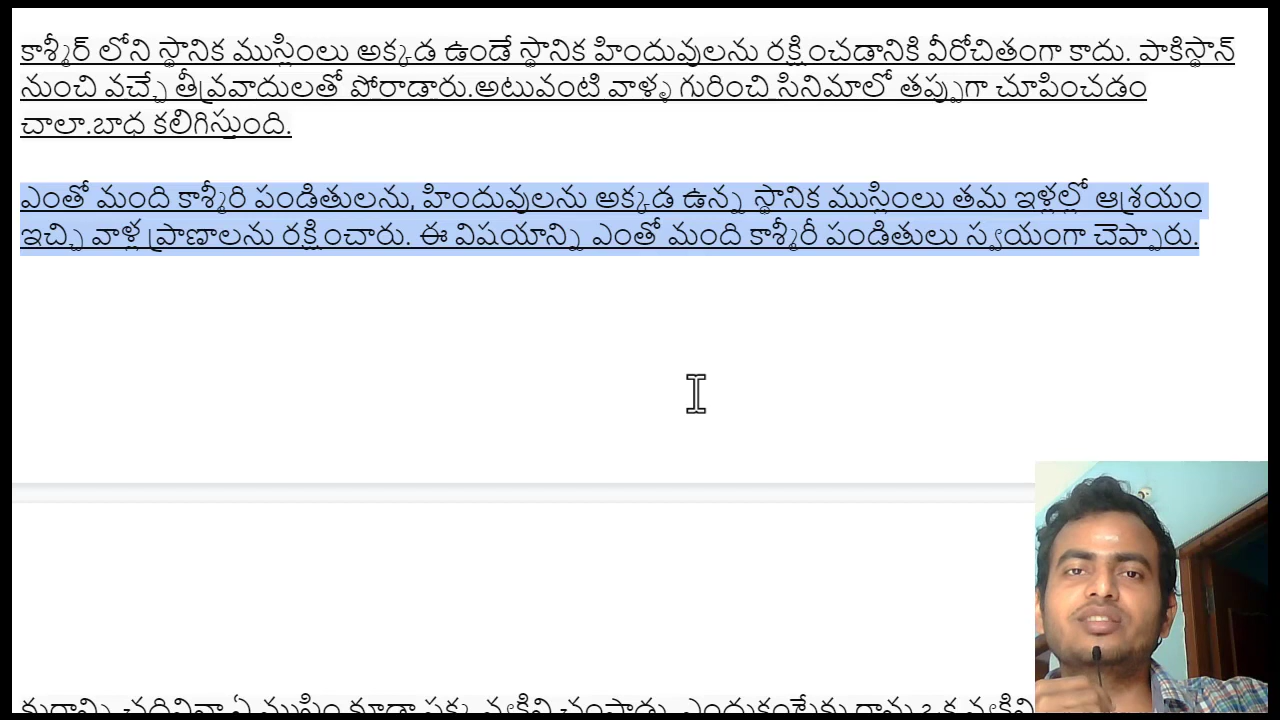 కాశ్మీర్ లోని స్థానిక ముస్లింలు అక్కడ ఉండే స్థానిక హిందువులను రక్షించడానికి వీరోచితంగా కాదు. పాకిస్థాన్
నుంచి వచ్చే తీవ్రవాదులతో పోరాడారు.అటువంటి వాళ్ళ గురించి సినిమాలో తప్పుగా చూపించడం
చాలా.బాధ కలిగిస్తుంది.
ఎంతో మంది కాశ్మీరి పండితులను, హిందువులను అక్కడ ఉన్న స్థానిక ముస్లింలు తమ ఇళ్లల్లో ఆశ్రయం
ఇచ్చి వాళ్ల ప్రాణాలను రక్షించారు. ఈ విషయాన్ని ఎంతో మంది కాశ్మీరీ పండితులు స్వయంగా చెప్పారు.